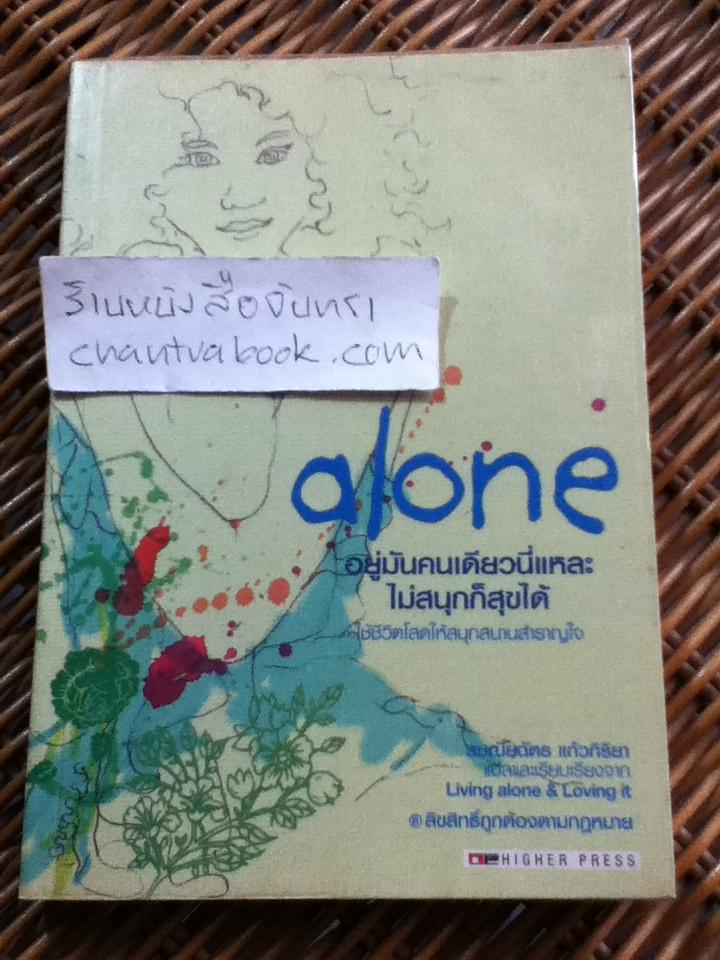 ร้านหนังสือจันทรา
chantrabook.com
alone
อยู่มันคนเดียวนี่แหละ
ไม่สนุกก็สุขได้
ใช้ชีวิตโสดให้สนุกสนานสำราญใจ
รมณียฉัตร แก้วกิริยา
แปลและเรียบเรียงจาก
Living alone & Loving it
® ลิขสิทธิ์ถูกต้องตามกฎหมาย
HIGHER PRESS